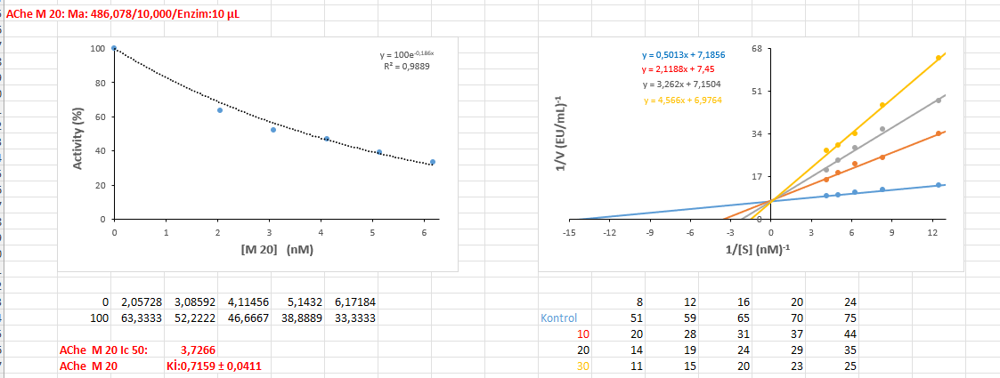 AChe M 20: Ma: 486,078/10,000/Enzim:10 µL
y = 100e-0,186x
R² = 0,9889
100
80
60
40
20
0
Activity (%)
0 1 2 3 4 5 6
[M 20] (nM)
y = 0,5013x + 7,1856
y = 2,1188x + 7,45
y = 3,262x + 7,1504
y = 4,566x + 6,9764
68
51
34
17
0
1/V (EU/mL)-1
-15 -12 -9 -6 -3 0 3 6 9 12
1/[S] (nM)-1
0 2,05728 3,08592 4,11456 5,1432 6,17184
100 63,3333 52,2222 46,6667 38,8889 33,3333
AChe M 20 Ic 50: 3,7266
AChe M 20 Kİ:0,7159 ± 0,0411
8 12 16 20 24
Kontrol 51 59 65 70 75
10 20 28 31 37 44
20 14 19 24 29 35
30 11 15 20 23 25